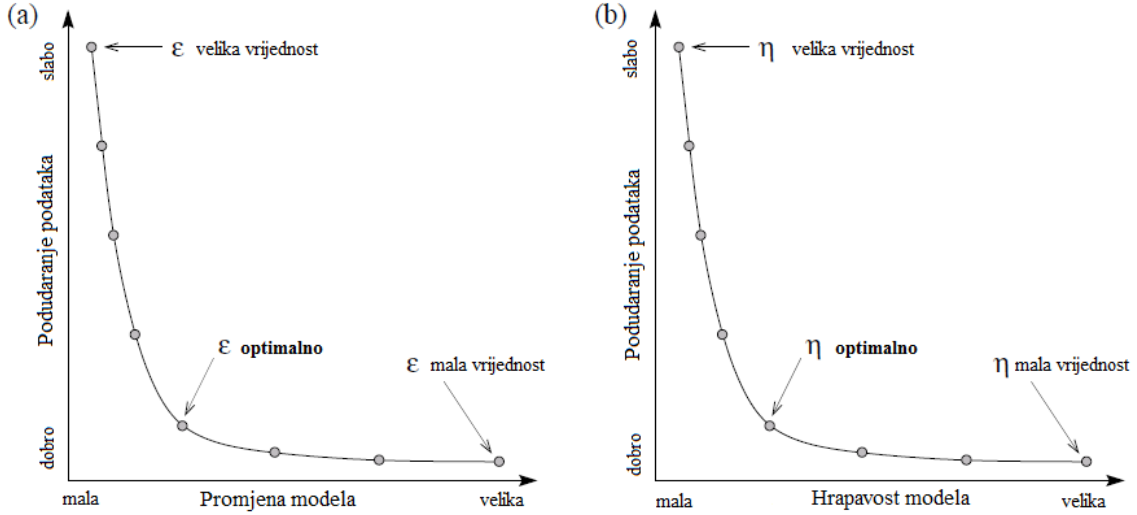 (a)
slabo
ε velika vrijednost
Podudaranje podataka
ε optimalno
ε mala vrijednost
dobro
mala
Promjena modela
velika
(b)
slabo
η velika vrijednost
Podudaranje podataka
η optimalno
η mala vrijednost
dobro
mala
Hrapavost modela
velika